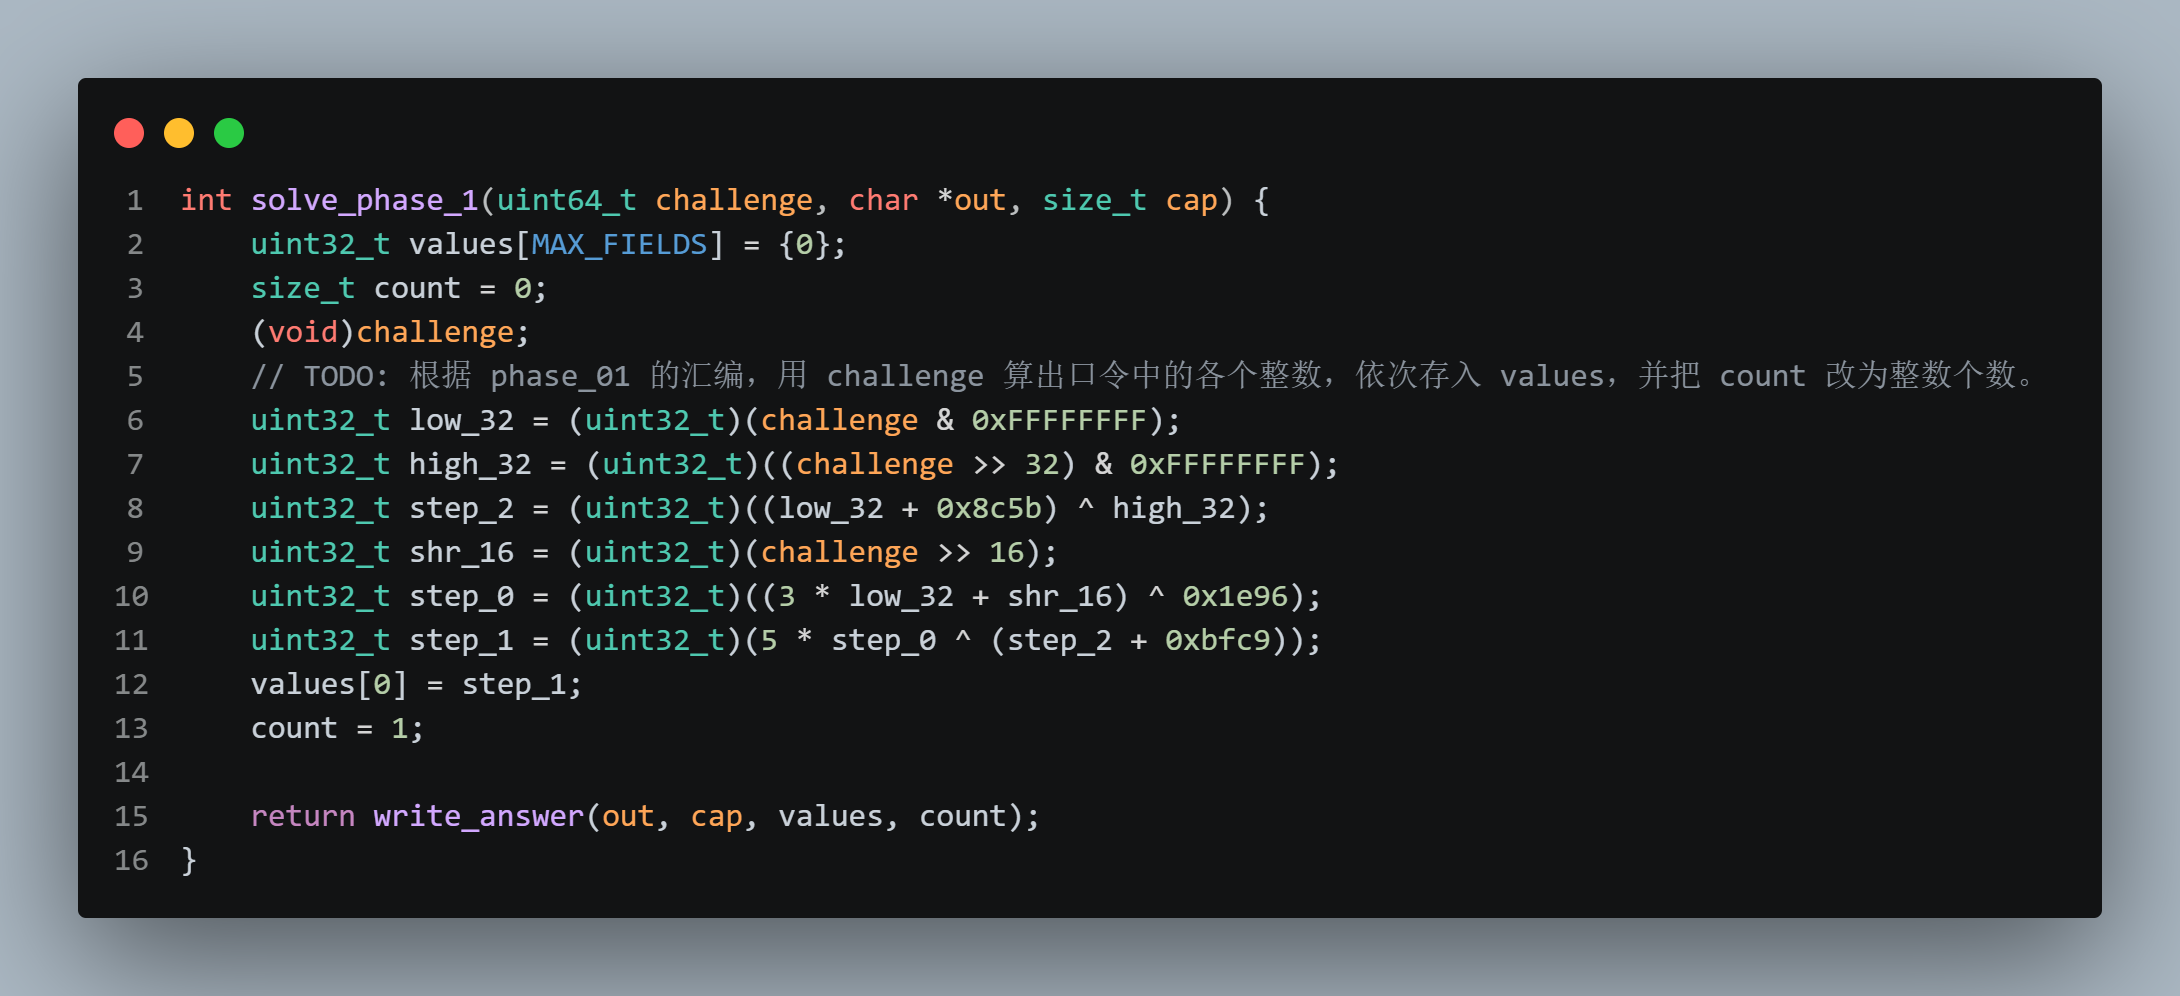 1 int solve_phase_1(uint64_t challenge, char *out, size_t cap) {
2     uint32_t values[MAX_FIELDS] = {0};
3     size_t count = 0;
4     (void)challenge;
5     // TODO: 根据 phase_01 的汇编，用 challenge 算出口令中的各个整数，依次存入 values，并把 count 改为整数个数。
6     uint32_t low_32 = (uint32_t)(challenge & 0xFFFFFFFF);
7     uint32_t high_32 = (uint32_t)((challenge >> 32) & 0xFFFFFFFF);
8     uint32_t step_2 = (uint32_t)((low_32 + 0x8c5b) ^ high_32);
9     uint32_t shr_16 = (uint32_t)(challenge >> 16);
10     uint32_t step_0 = (uint32_t)((3 * low_32 + shr_16) ^ 0x1e96);
11     uint32_t step_1 = (uint32_t)(5 * step_0 ^ (step_2 + 0xbfc9));
12     values[0] = step_1;
13     count = 1;
14
15     return write_answer(out, cap, values, count);
16 }